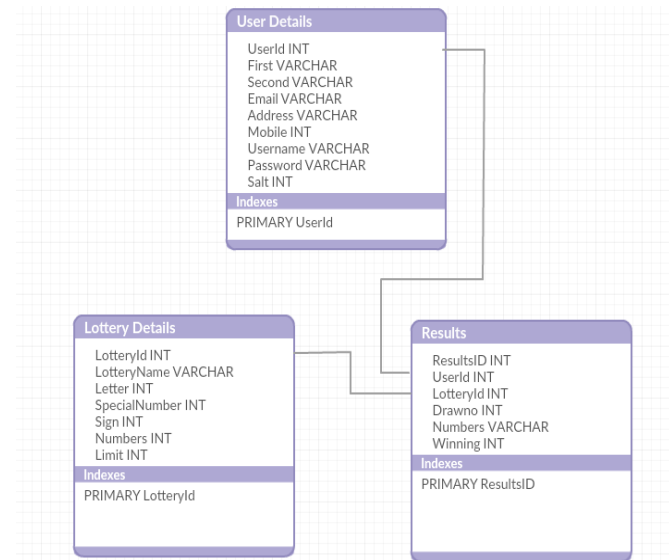 User Details
UserId INT
First VARCHAR
Second VARCHAR
Email VARCHAR
Address VARCHAR
Mobile INT
Username VARCHAR
Password VARCHAR
Salt INT
Indexes
PRIMARY UserId
Lottery Details
LotteryId INT
LotteryName VARCHAR
Letter INT
SpecialNumber INT
Sign INT
Numbers INT
Limit INT
Indexes
PRIMARY LotteryId
Results
ResultsID INT
UserId INT
LotteryId INT
Drawno INT
Numbers VARCHAR
Winning INT
Indexes
PRIMARY ResultsID